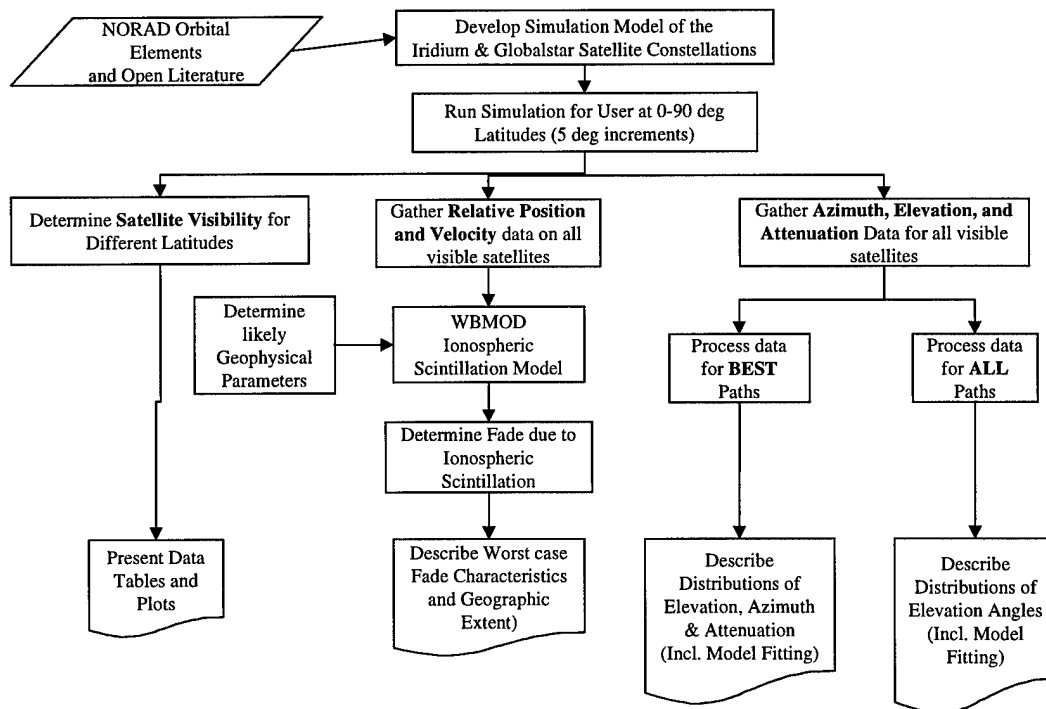 NORAD Orbital
Elements
and Open Literature
Develop Simulation Model of the
Iridium & Globalstar Satellite Constellations
Run Simulation for User at 0-90 deg
Latitudes (5 deg increments)
Determine Satellite Visibility for
Different Latitudes
Gather Relative Position
and Velocity data on all
visible satellites
Gather Azimuth, Elevation, and
Attenuation Data for all visible
satellites
Determine
likely
Geophysical
Parameters
WBMOD
Ionospheric
Scintillation Model
Process data
for BEST
Paths
Process data
for ALL
Paths
Determine Fade due to
Ionospheric
Scintillation
Present Data
Tables and
Plots
Describe Worst case
Fade Characteristics
and Geographic
Extent)
Describe
Distributions of
Elevation, Azimuth
& Attenuation
(Incl. Model Fitting)
Describe
Distributions of
Elevation Angles
(Incl. Model
Fitting)